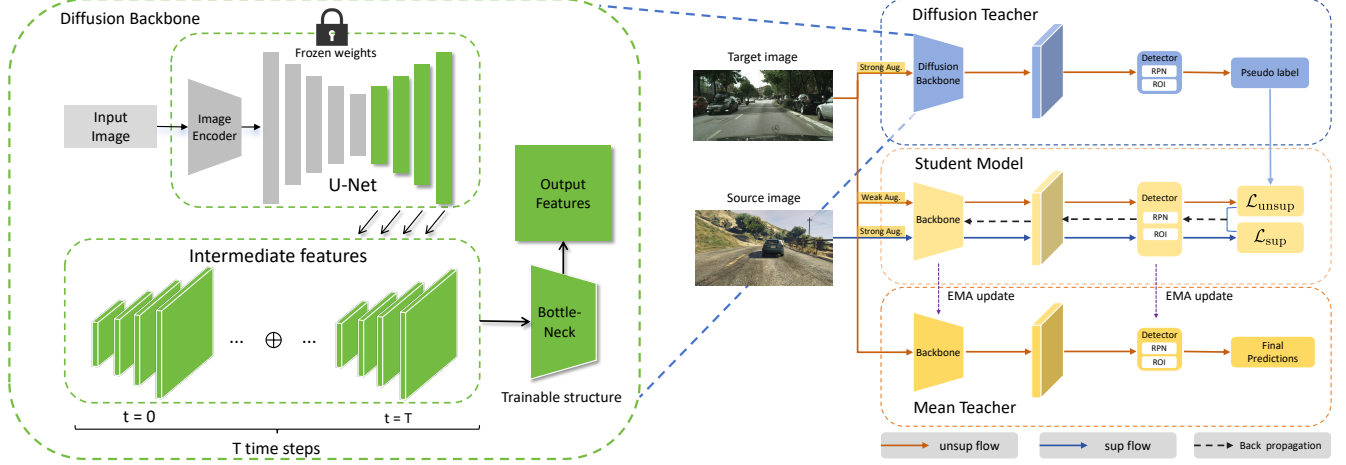 Diffusion Backbone
Frozen weights
Input
Image
Image
Encoder
U-Net
Output
Features
Intermediate features
...
⊕
...
Bottle-
Neck
t = 0
t = T
Trainable structure
T time steps
Target image
Source image
Strong Aug.
Weak Aug.
Strong Aug.
Diffusion Teacher
Diffusion
Backbone
Detector
RPN
ROI
Pseudo label
Student Model
Backbone
Detector
RPN
ROI
ℒunsup
ℒsup
EMA update
EMA update
Backbone
Detector
RPN
ROI
Final
Predictions
Mean Teacher
unsup flow
sup flow
Back propagation